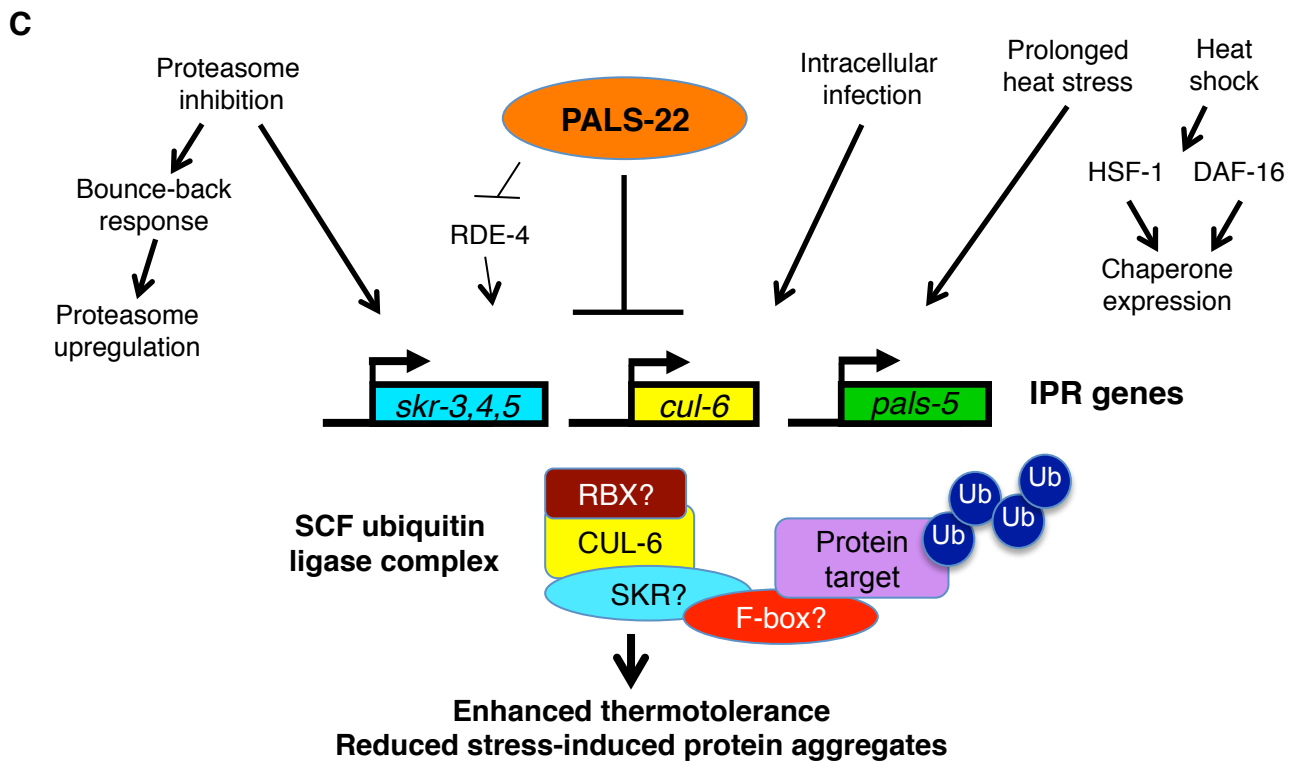 C
Proteasome
inhibition
Bounce-back
response
Proteasome
upregulation
PALS-22
RDE-4
Intracellular
infection
Prolonged
heat stress
Heat
shock
HSF-1 DAF-16
Chaperone
expression
skr-3,4,5
cul-6
pals-5
IPR genes
SCF ubiquitin
ligase complex
RBX?
CUL-6
SKR?
F-box?
Protein
target
Ub
Ub
Ub
Ub
Enhanced thermotolerance
Reduced stress-induced protein aggregates